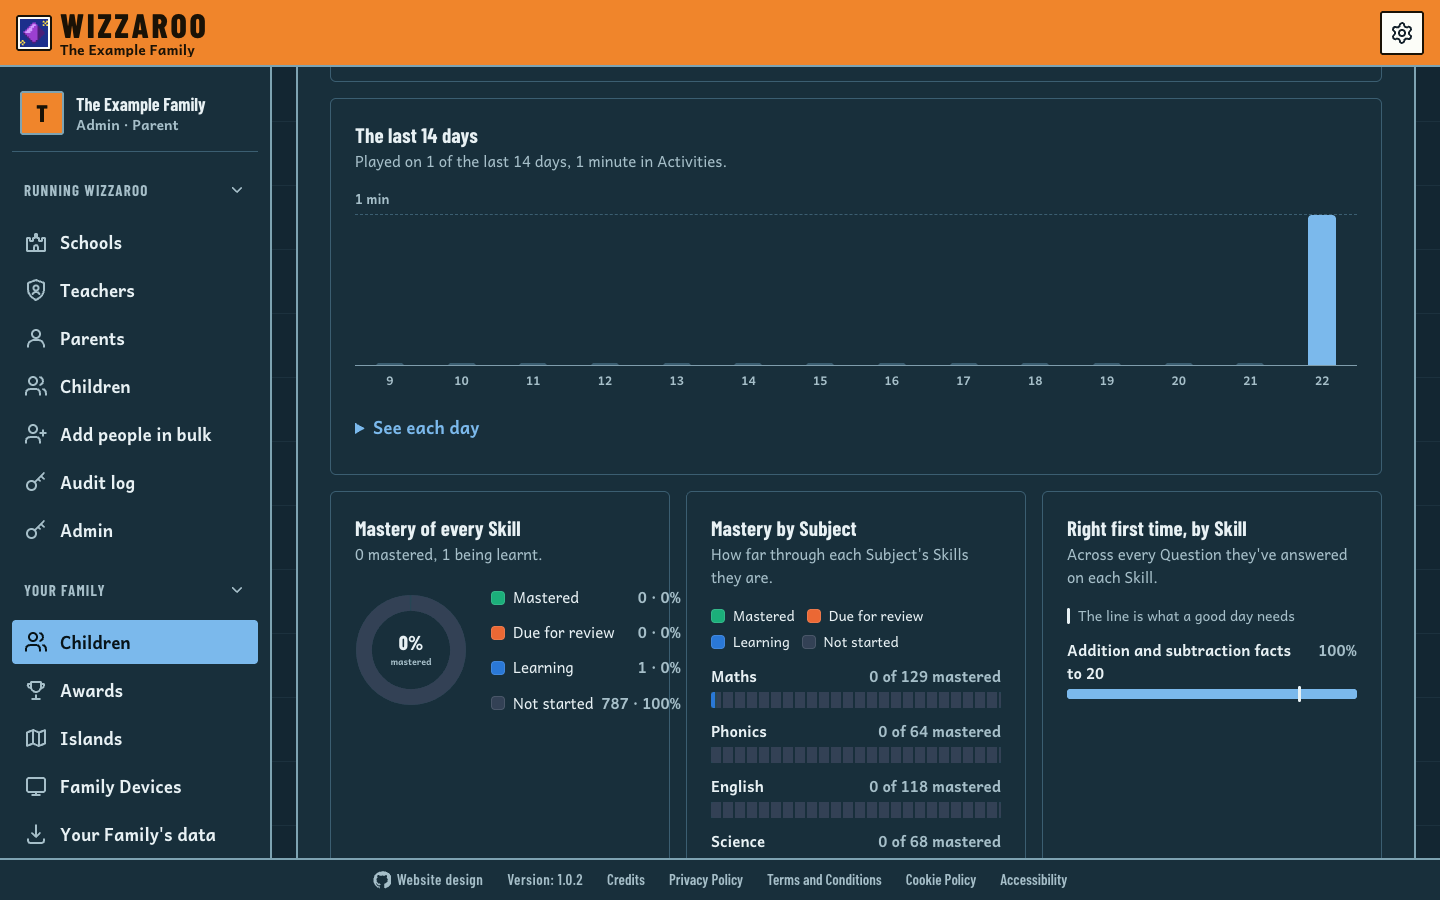 WIZZAROO
The Example Family
T
The Example Family
Admin · Parent
RUNNING WIZZAROO
Schools
Teachers
Parents
Children
Add people in bulk
Audit log
Admin
YOUR FAMILY
Children
Awards
Islands
Family Devices
Your Family's data
The last 14 days
Played on 1 of the last 14 days, 1 minute in Activities.
1 min
9 10 11 12 13 14 15 16 17 18 19 20 21 22
See each day
Mastery of every Skill
0 mastered, 1 being learnt.
0%
mastered
Mastered 0 · 0%
Due for review 0 · 0%
Learning 1 · 0%
Not started 787 · 100%
Mastery by Subject
How far through each Subject's Skills
they are.
Mastered Due for review
Learning Not started
Maths 0 of 129 mastered
Phonics 0 of 64 mastered
English 0 of 118 mastered
Science 0 of 68 mastered
Right first time, by Skill
Across every Question they've answered
on each Skill.
The line is what a good day needs
Addition and subtraction facts 100%
to 20
Website design Version: 1.0.2 Credits Privacy Policy Terms and Conditions Cookie Policy Accessibility